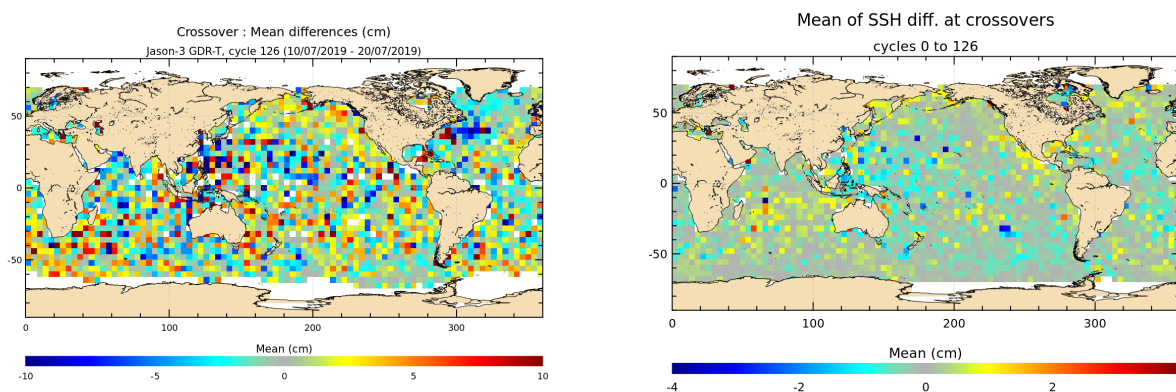 Crossover : Mean differences (cm)
Jason-3 GDR-T, cycle 126 (10/07/2019 - 20/07/2019)
50
0
-50
0 100 200 300
Mean (cm)
-10 -5 0 5 10
Mean of SSH diff. at crossovers
cycles 0 to 126
50
0
-50
0 100 200 300
Mean (cm)
-4 -2 0 2